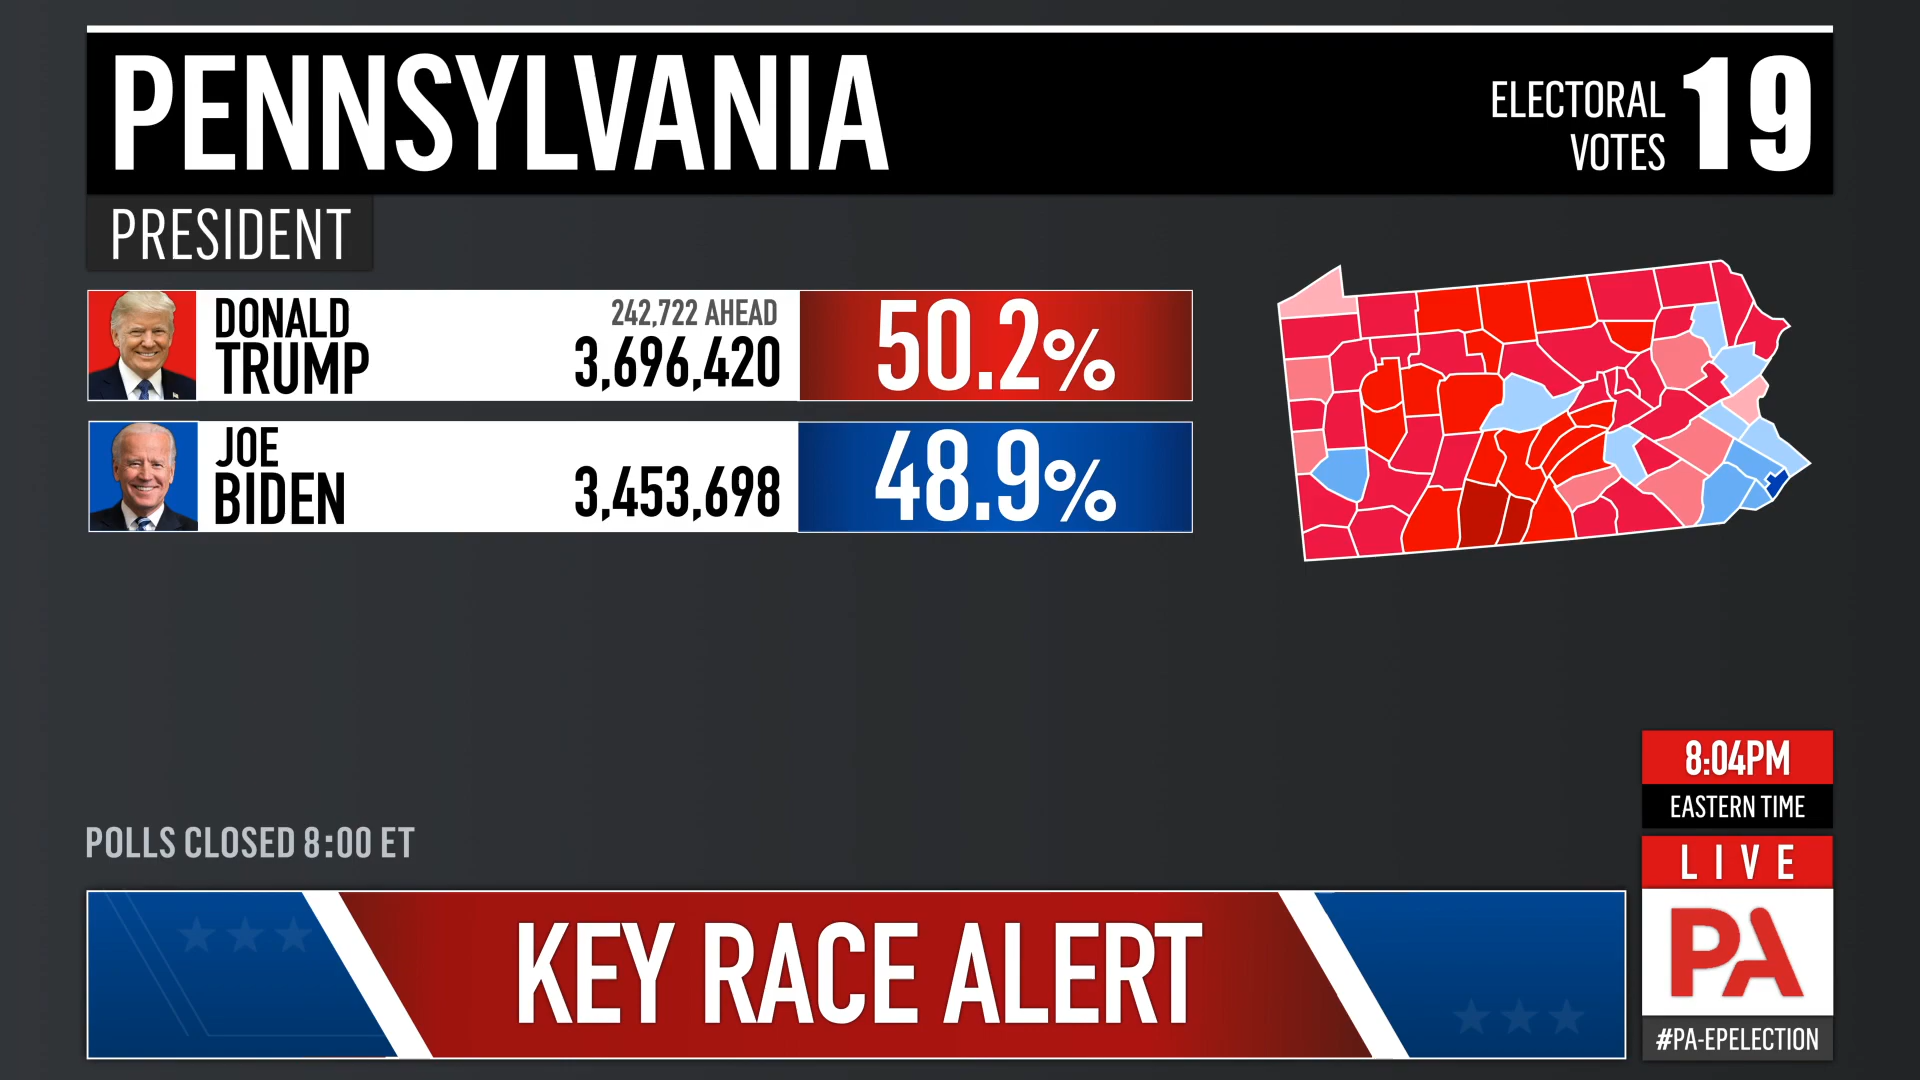 PENNSYLVANIA
ELECTORAL
VOTES
19
PRESIDENT
DONALD
TRUMP
242,722 AHEAD
3,696,420
50.2%
JOE
BIDEN
3,453,698
48.9%
8:04PM
EASTERN TIME
POLLS CLOSED 8:00 ET
LIVE
KEY RACE ALERT
PA
#PA-EPELECTION